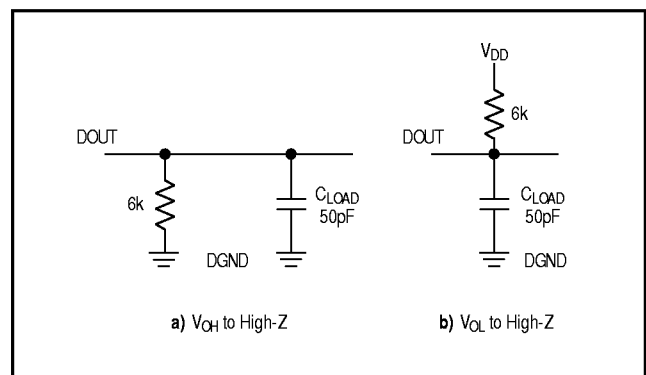 DOUT
6k
CLOAD
50pF
DGND
a) VOH to High-Z
VDD
6k
DOUT
CLOAD
50pF
DGND
b) VOL to High-Z